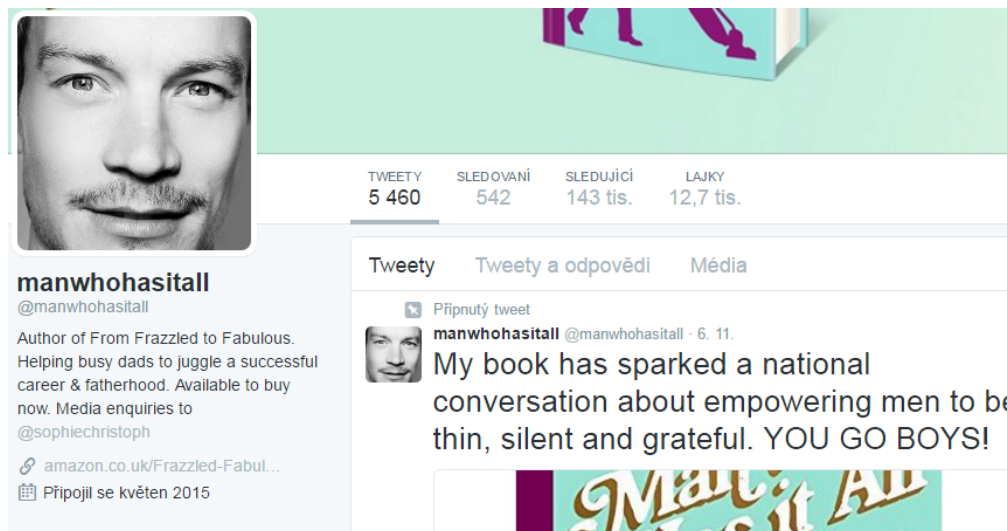 TWEETY SLEDOVANÍ SLEDUJÍCÍ LAJKY
5 460 542 143 tis. 12,7 tis.
manwhohasitall
@manwhohasitall
Author of From Frazzled to Fabulous.
Helping busy dads to juggle a successful
career & fatherhood. Available to buy
now. Media enquiries to
@sophiechristoph
amazon.co.uk/Frazzled-Fabul...
Připojil se květen 2015
Tweety Tweety a odpovědi Média
Připnutý tweet
manwhohasitall @manwhohasitall · 6. 11.
My book has sparked a national
conversation about empowering men to be
thin, silent and grateful. YOU GO BOYS!
it All